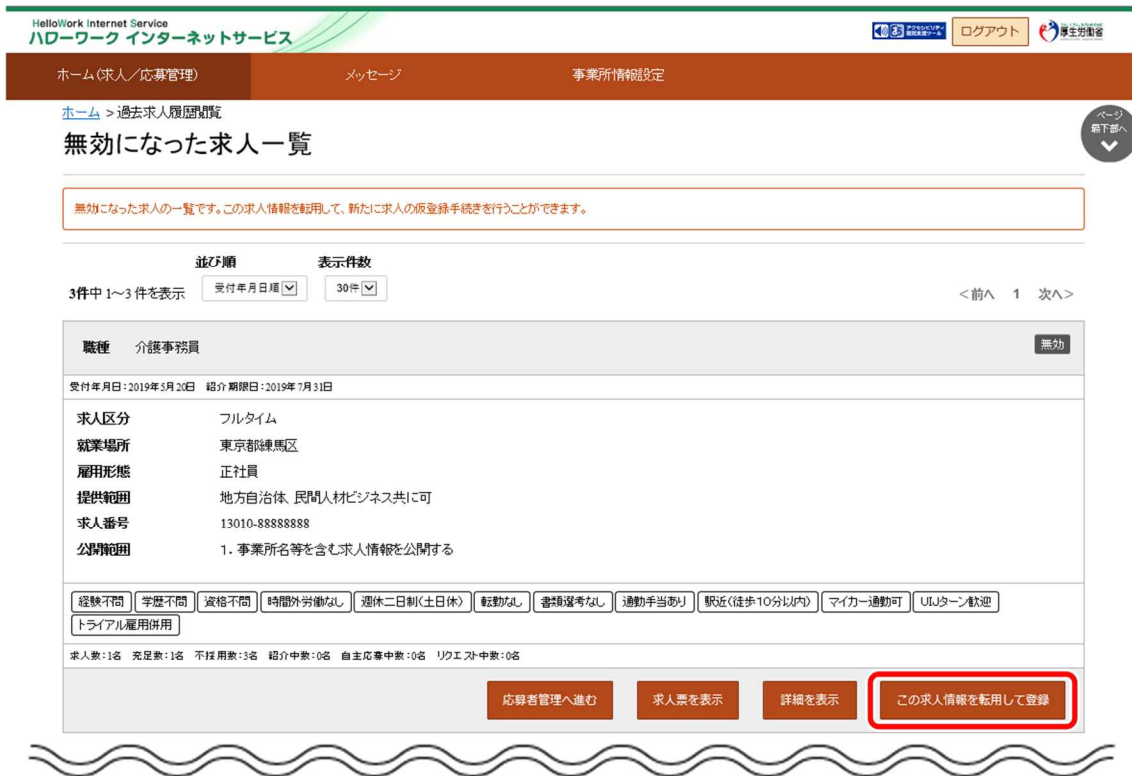 HelloWork Internet Service
ハローワーク インターネットサービス
ログアウト
厚生労働省
ホーム(求人/応募管理) メッセージ 事業所情報設定
ホーム >過去求人履歴閲覧
ページ
最下部へ
無効になった求人一覧
無効になった求人の一覧です。この求人情報を転用して、新たに求人の仮登録手続きを行うことができます。
並び順 表示件数
3件中 1~3 件を表示 受付年月日順 30件 <前へ 1 次へ>
職種 介護事務員 無効
受付年月日:2019年5月20日 紹介期限日:2019年7月31日
求人区分 フルタイム
就業場所 東京都練馬区
雇用形態 正社員
提供範囲 地方自治体、民間人材ビジネス共に可
求人番号 13010-88888888
公開範囲 1.事業所名等を含む求人情報を公開する
経験不問 学歴不問 資格不問 時間外労働なし 週休二日制(土日休) 転勤なし 書類選考なし 通勤手当あり 駅近(徒歩10分以内) マイカー通勤可 UIJターン歓迎
トライアル雇用併用
求人数:1名 充足数:1名 不採用数:3名 紹介中数:0名 自主応募中数:0名 リクエスト中数:0名
応募者管理へ進む 求人票を表示 詳細を表示 この求人情報を転用して登録